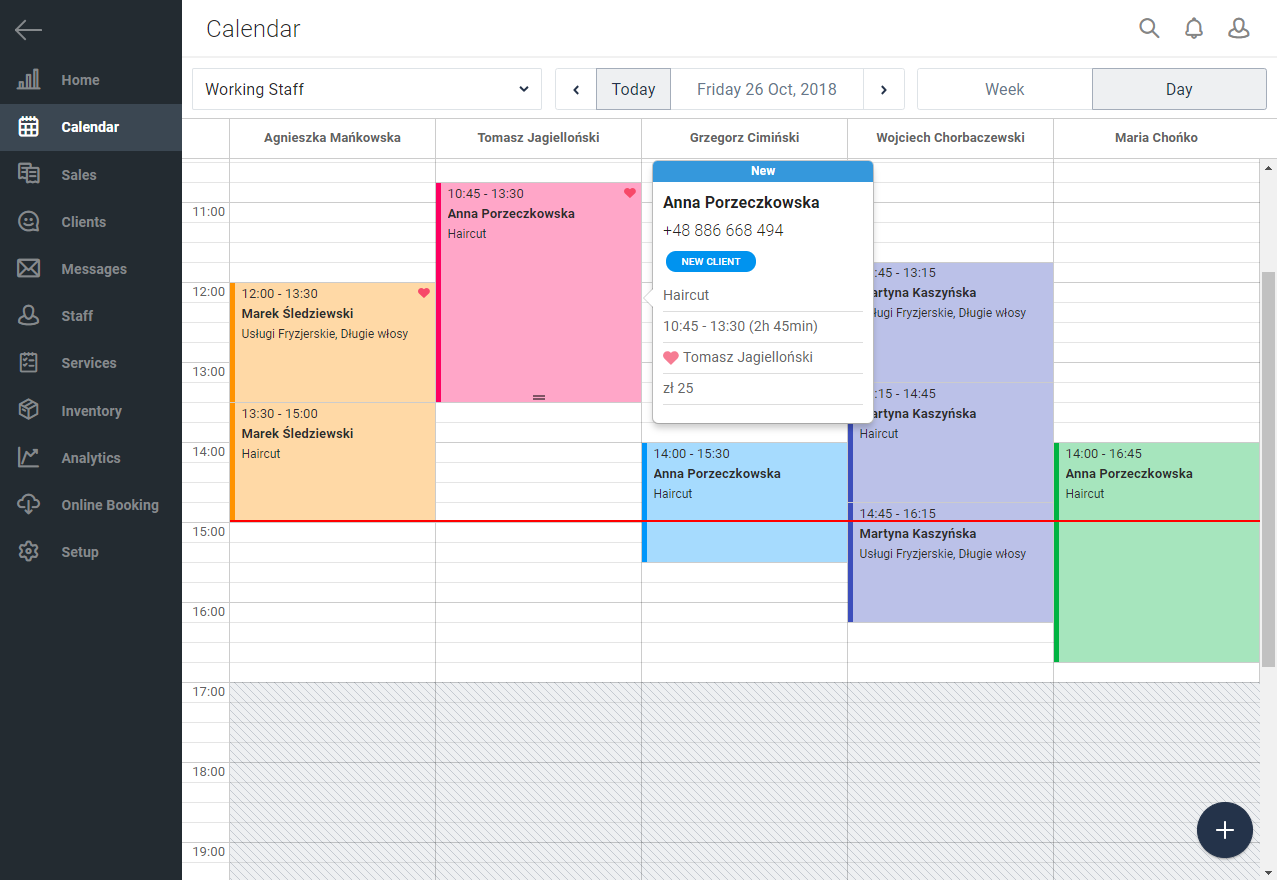 Calendar
Home
Calendar
Sales
Clients
Messages
Staff
Services
Inventory
Analytics
Online Booking
Setup
Working Staff
Today
Friday 26 Oct, 2018
Week
Day
Agnieszka Mańkowska
Tomasz Jagielloński
Grzegorz Cimiński
Wojciech Chorbaczewski
Maria Chońko
11:00
12:00
13:00
14:00
15:00
16:00
17:00
18:00
19:00
12:00 - 13:30
Marek Śledziewski
Usługi Fryzjerskie, Długie włosy
13:30 - 15:00
Marek Śledziewski
Haircut
10:45 - 13:30
Anna Porzeczkowska
Haircut
New
Anna Porzeczkowska
+48 886 668 494
NEW CLIENT
Haircut
10:45 - 13:30 (2h 45min)
Tomasz Jagielloński
zł 25
14:00 - 15:30
Anna Porzeczkowska
Haircut
:45 - 13:15
artyna Kaszyńska
ługi Fryzjerskie, Długie włosy
:15 - 14:45
artyna Kaszyńska
Haircut
14:45 - 16:15
Martyna Kaszyńska
Usługi Fryzjerskie, Długie włosy
14:00 - 16:45
Anna Porzeczkowska
Haircut